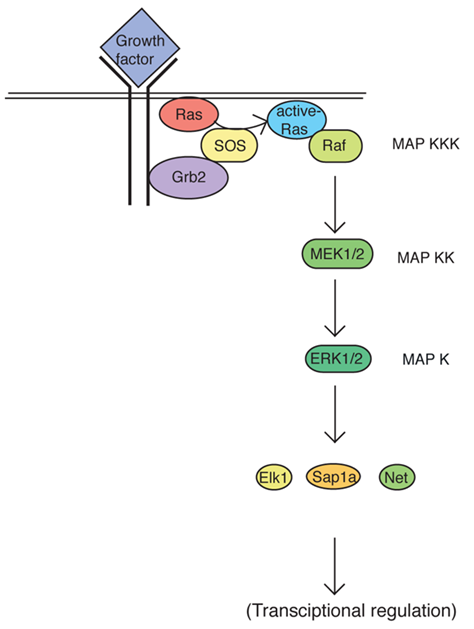 Growth
factor
Ras
active-
Ras
SOS
Raf
MAP KKK
Grb2
MEK1/2
MAP KK
ERK1/2
MAP K
Elk1
Sap1a
Net
(Transciptional regulation)